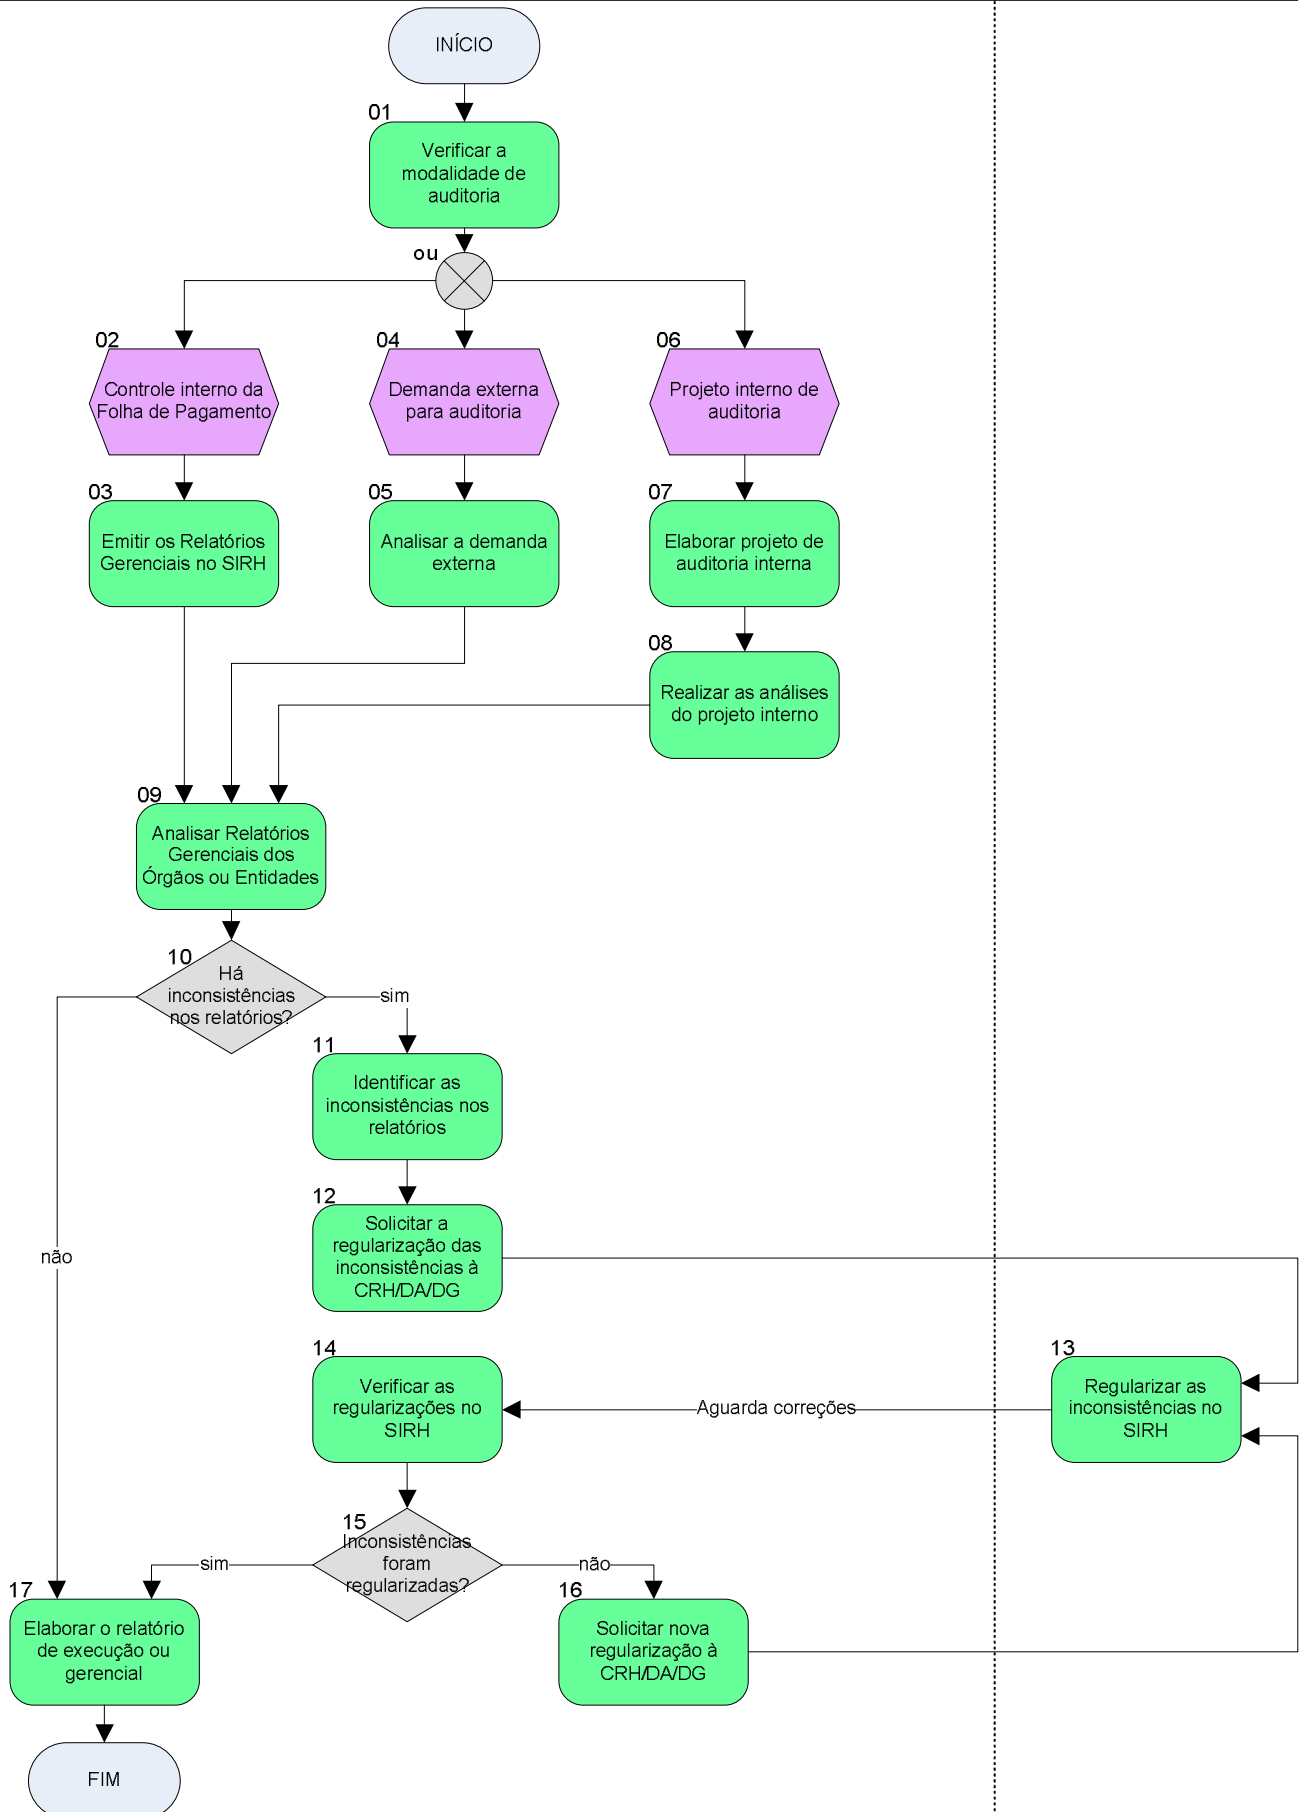 INÍCIO
01
Verificar a
modalidade de
auditoria
ou
02
Controle interno da
Folha de Pagamento
04
Demanda externa
para auditoria
06
Projeto interno de
auditoria
03
Emitir os Relatórios
Gerenciais no SIRH
05
Analisar a demanda
externa
07
Elaborar projeto de
auditoria interna
08
Realizar as análises
do projeto interno
09
Analisar Relatórios
Gerenciais dos
Órgãos ou Entidades
10
Há
inconsistências
nos relatórios?
sim
11
Identificar as
inconsistências nos
relatórios
12
Solicitar a
regularização das
inconsistências à
CRH/DA/DG
não
14
Verificar as
regularizações no
SIRH
Aguarda correções
13
Regularizar as
inconsistências no
SIRH
15
Inconsistências
foram
regularizadas?
sim
não
17
Elaborar o relatório
de execução ou
gerencial
16
Solicitar nova
regularização à
CRH/DA/DG
FIM